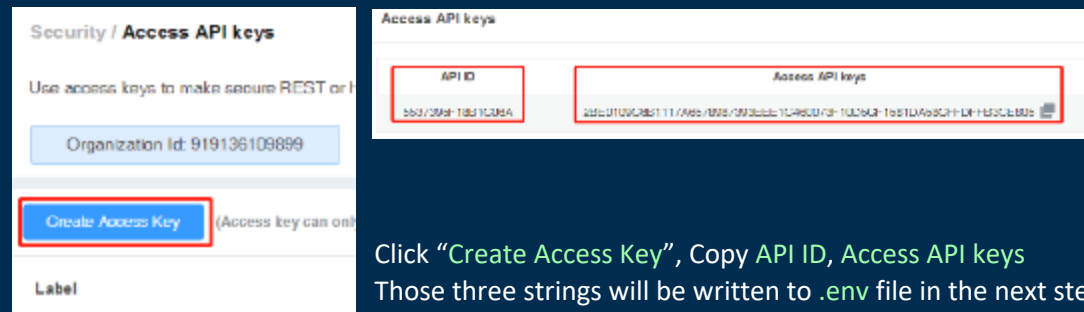 Security / Access API keys
Use access keys to make secure REST or
Organization Id: 919136109899
Create Access Key
(Access key can only
Label
Access API keys
API ID
Access API keys
Click “Create Access Key”, Copy API ID, Access API keys
Those three strings will be written to .env file in the next ste